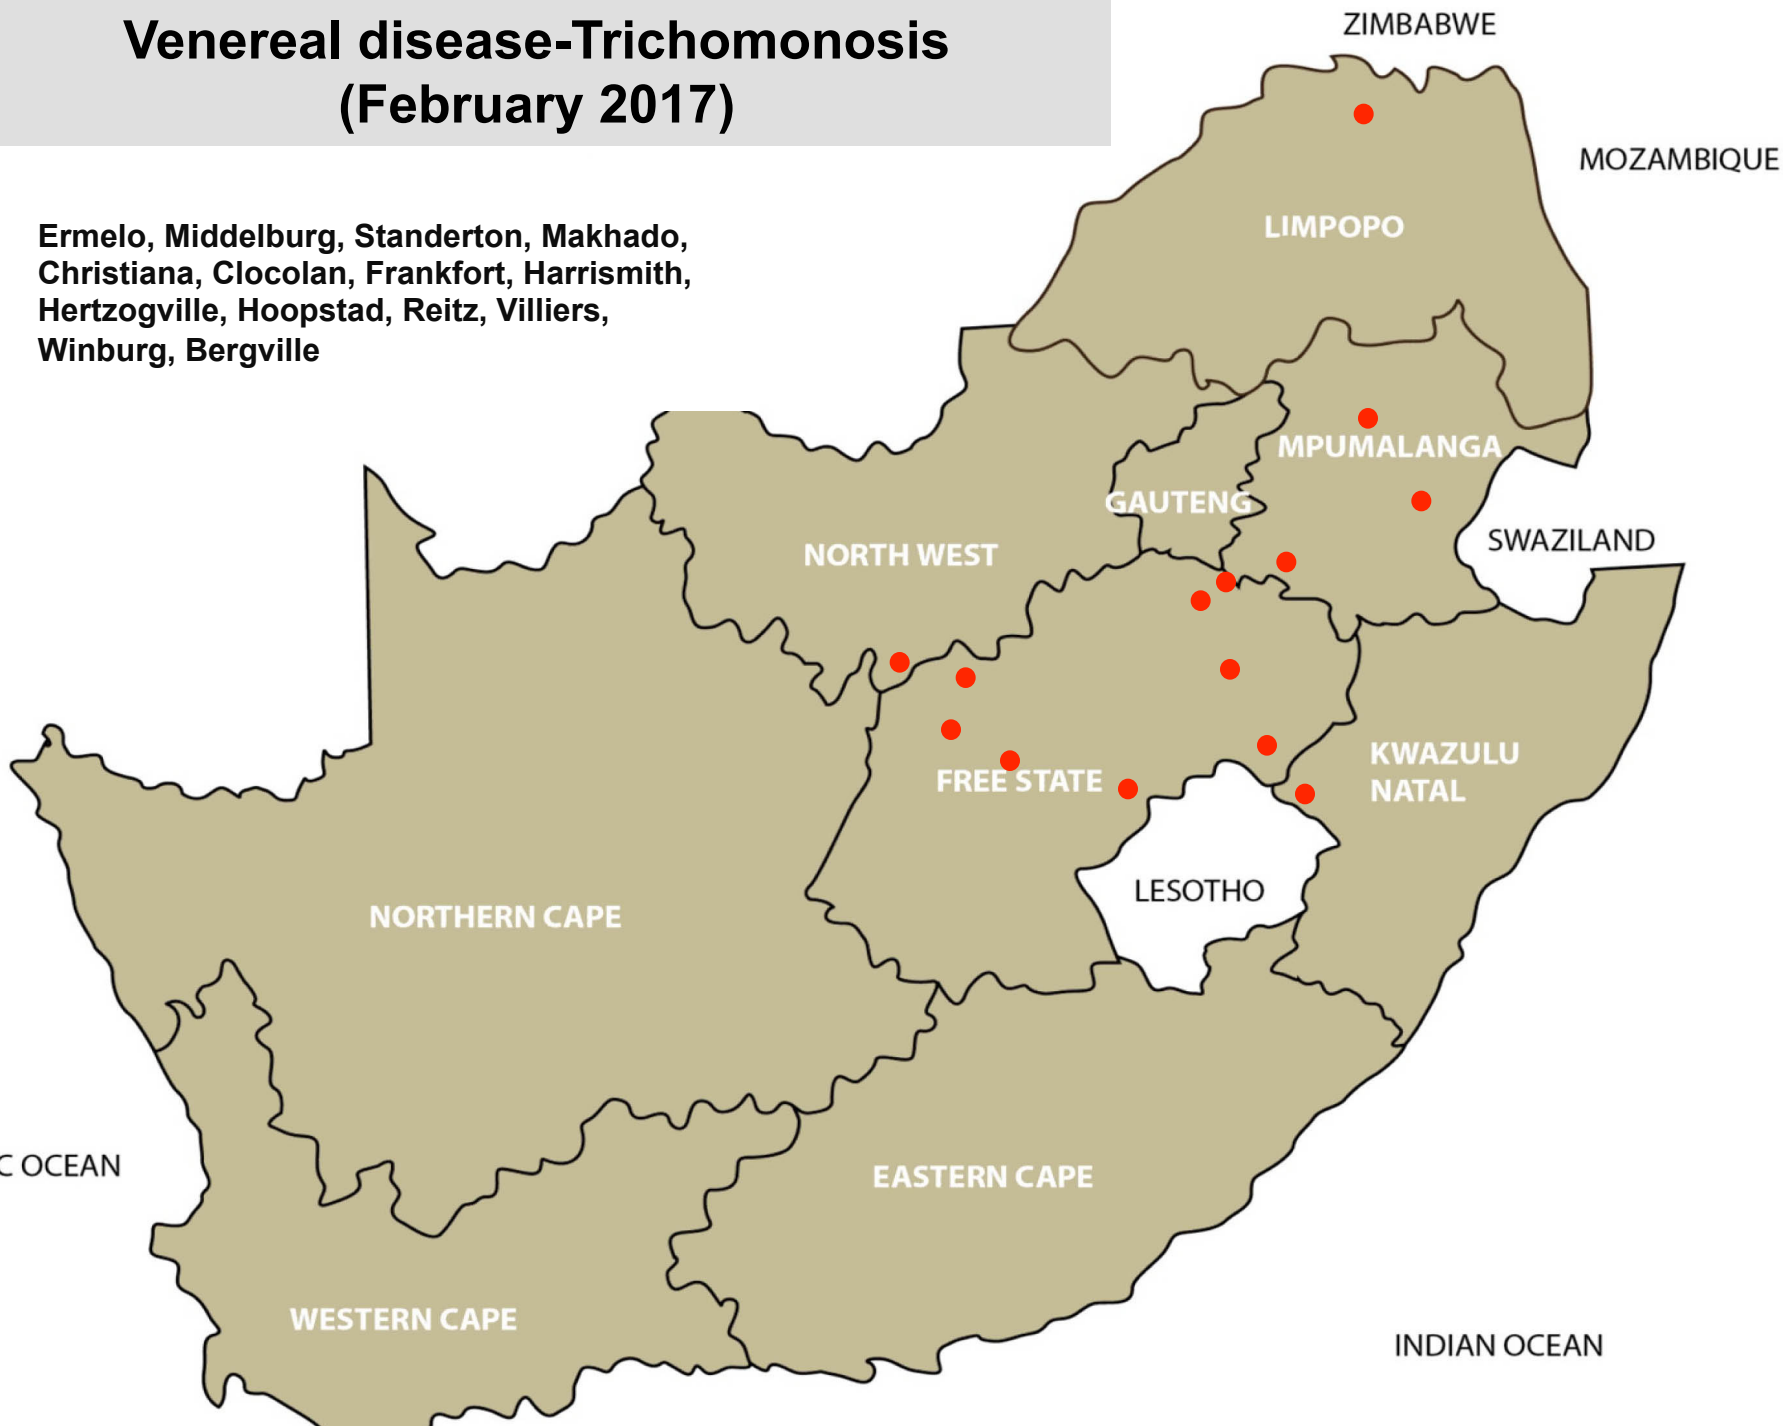 Venereal disease-Trichomonosis
(February 2017)
Ermelo, Middelburg, Standerton, Makhado,
Christiana, Clocolan, Frankfort, Harrismith,
Hertzogville, Hoopstad, Reitz, Villiers,
Winburg, Bergville
ZIMBABWE
MOZAMBIQUE
LIMPOPO
MPUMALANGA
GAUTENG
SWAZILAND
NORTH WEST
KWAZULU
NATAL
FREE STATE
LESOTHO
NORTHERN CAPE
C OCEAN
EASTERN CAPE
WESTERN CAPE
INDIAN OCEAN